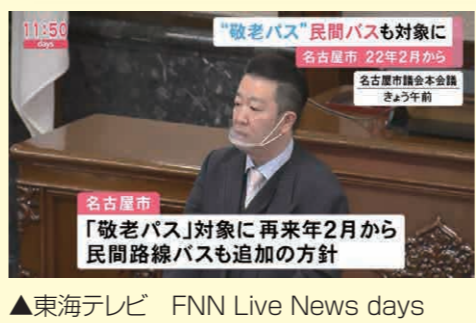 11:50
days
"敬老パス"民間バスも対象に
名古屋市 22年2月から
名古屋市議会本会議
きょう午前
名古屋市
「敬老パス」対象に再来年2月から
民間路線バスも追加の方針
▲東海テレビ FNN Live News days